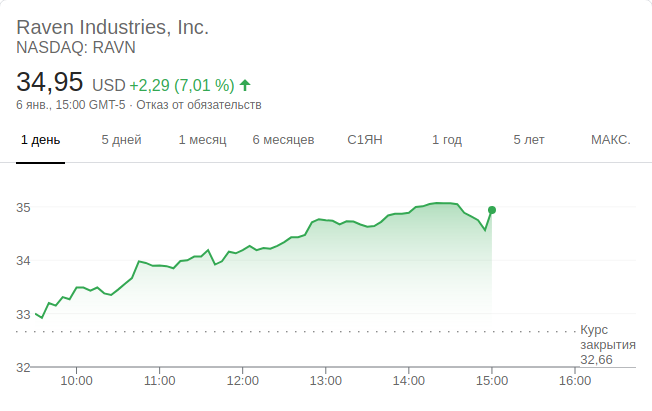 Raven Industries, Inc.
NASDAQ: RAVN
34,95 USD +2,29 (7,01 %)
6 янв., 15:00 GMT-5 · Отказ от обязательств
1 день 5 дней 1 месяц 6 месяцев С1ЯН 1 год 5 лет МАКС.
35
34
33
Курс
закрытия
32,66
32
10:00 11:00 12:00 13:00 14:00 15:00 16:00